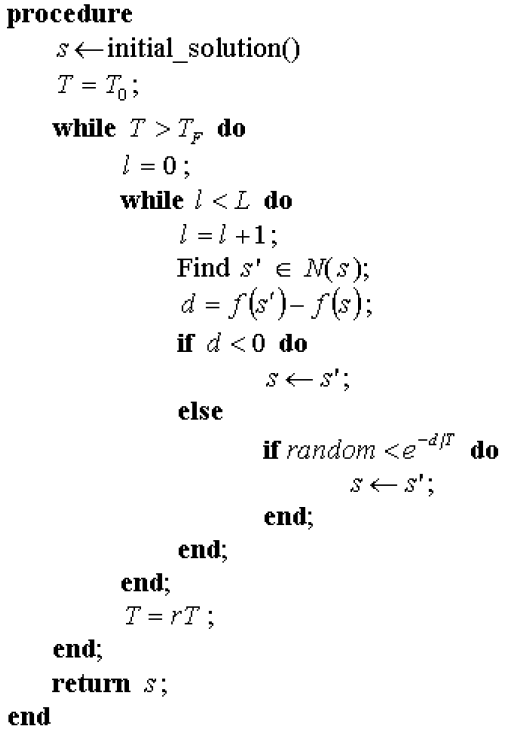 procedure
s ← initial_solution()
T = T₀;
while T > T_F do
l = 0;
while l < L do
l = l + 1;
Find s' ∈ N(s);
d = f(s') − f(s);
if d < 0 do
s ← s';
else
if random < e^{−d/T} do
s ← s';
end;
end;
end;
T = rT ;
end;
return s;
end